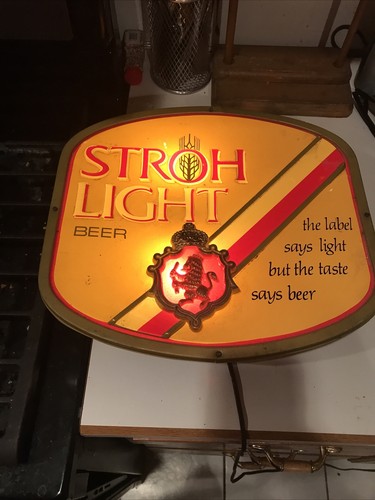 STROH
LIGHT
BEER
the label
says light
but the taste
says beer